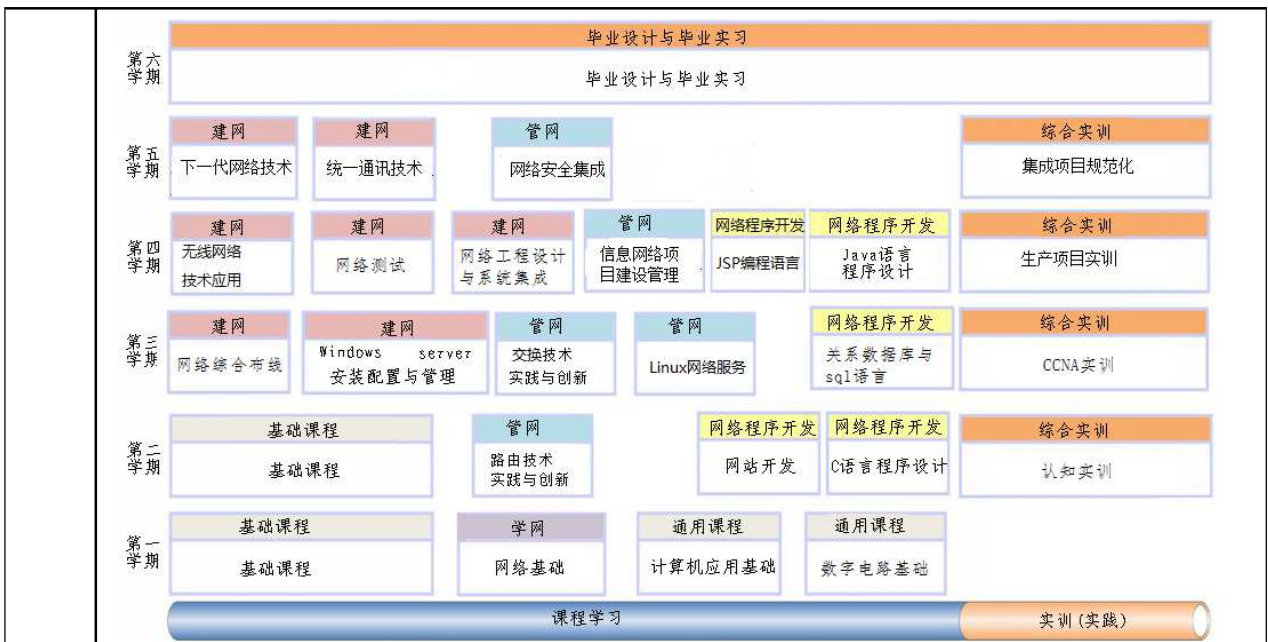 毕业设计与毕业实习
第六
学期
毕业设计与毕业实习
建网
建网
管网
综合实训
第五
学期
下一代网络技术
统一通讯技术
网络安全集成
集成项目规范化
建网
建网
建网
管网
网络程序开发
网络程序开发
综合实训
第四
学期
无线网络
技术应用
网络测试
网络工程设计
与系统集成
信息网络项
目建设管理
JSP编程语言
Java语言
程序设计
生产项目实训
建网
建网
管网
管网
网络程序开发
综合实训
第三
学期
网络综合布线
Windows server
安装配置与管理
交换技术
实践与创新
Linux网络服务
关系数据库与
sql语言
CCNA实训
基础课程
管网
网络程序开发
网络程序开发
综合实训
第二
学期
基础课程
路由技术
实践与创新
网站开发
C语言程序设计
认知实训
基础课程
学网
通用课程
通用课程
第一
学期
基础课程
网络基础
计算机应用基础
数字电路基础
课程学习
实训(实践)